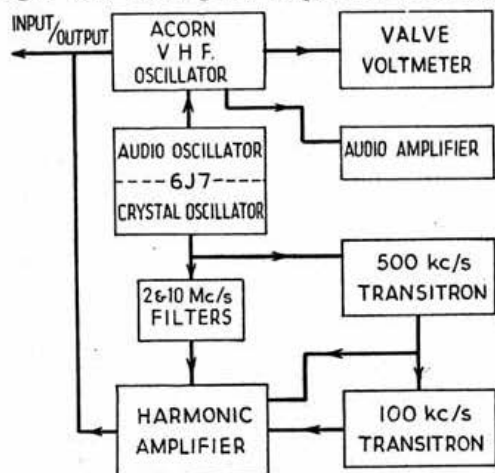 INPUT/OUTPUT
ACORN
V H F.
OSCILLATOR
VALVE
VOLTMETER
AUDIO OSCILLATOR
6J7
CRYSTAL OSCILLATOR
AUDIO AMPLIFIER
2&10 Mc/s
FILTERS
500 kc/s
TRANSITRON
HARMONIC
AMPLIFIER
100 kc/s
TRANSITRON